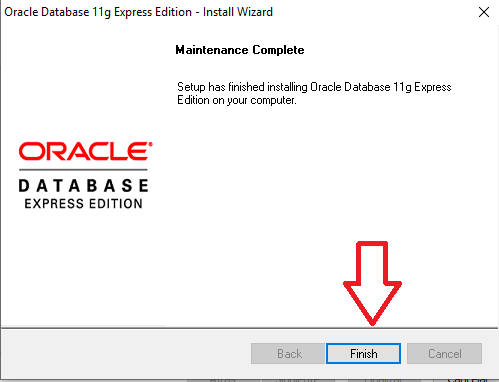 Oracle Database 11g Express Edition - Install Wizard
Maintenance Complete
Setup has finished installing Oracle Database 11g Express
Edition on your computer.
ORACLE®
DATABASE
EXPRESS EDITION
Back
Finish
Cancel